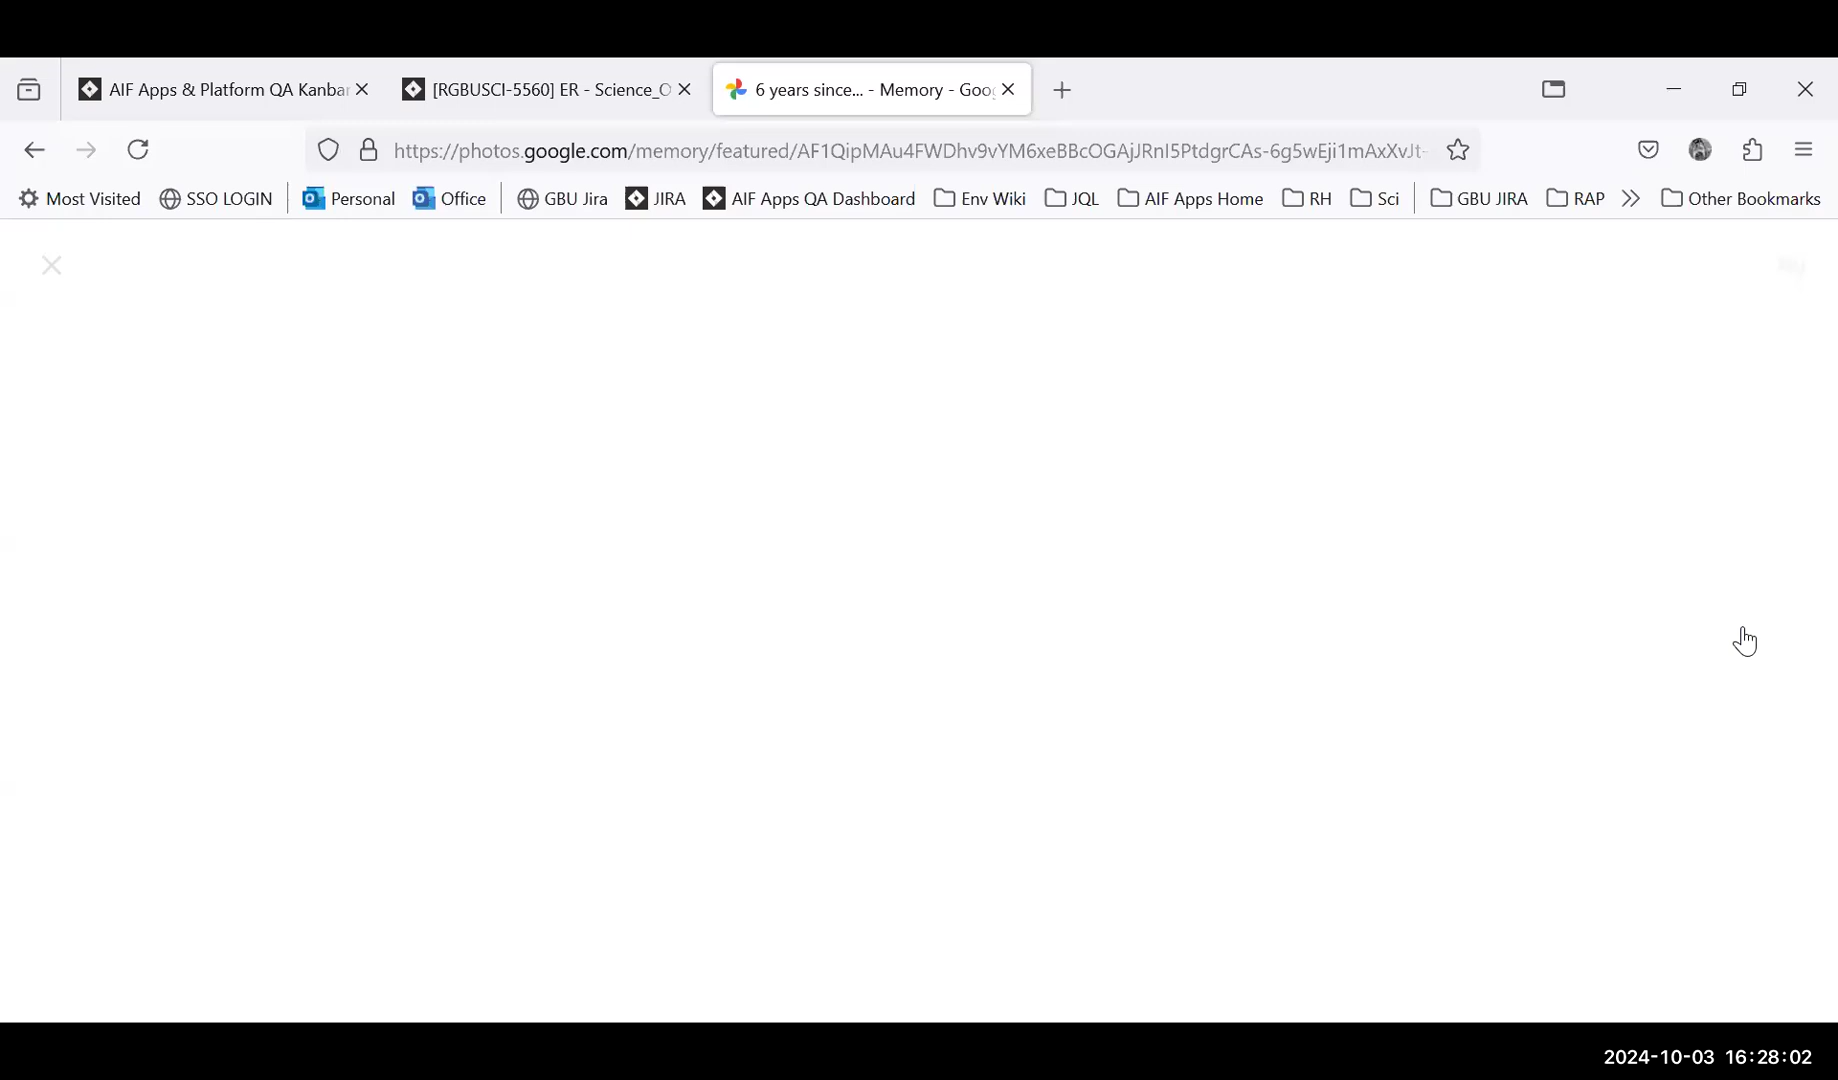 AIF Apps & Platform QA Kanba
[RGBUSCI-5560] ER - Science_O
6 years since... - Memory - Goo
https://photos.google.com/memory/featured/AF1QipMAu4FWDhv9vYM6xeBBcOGAjJRnI5PtdgrCAs-6g5wEji1mAxXvJt-
Most Visited SSO LOGIN Personal Office GBU Jira JIRA AIF Apps QA Dashboard Env Wiki JQL AIF Apps Home RH Sci GBU JIRA RAP Other Bookmarks
2024-10-03 16:28:02